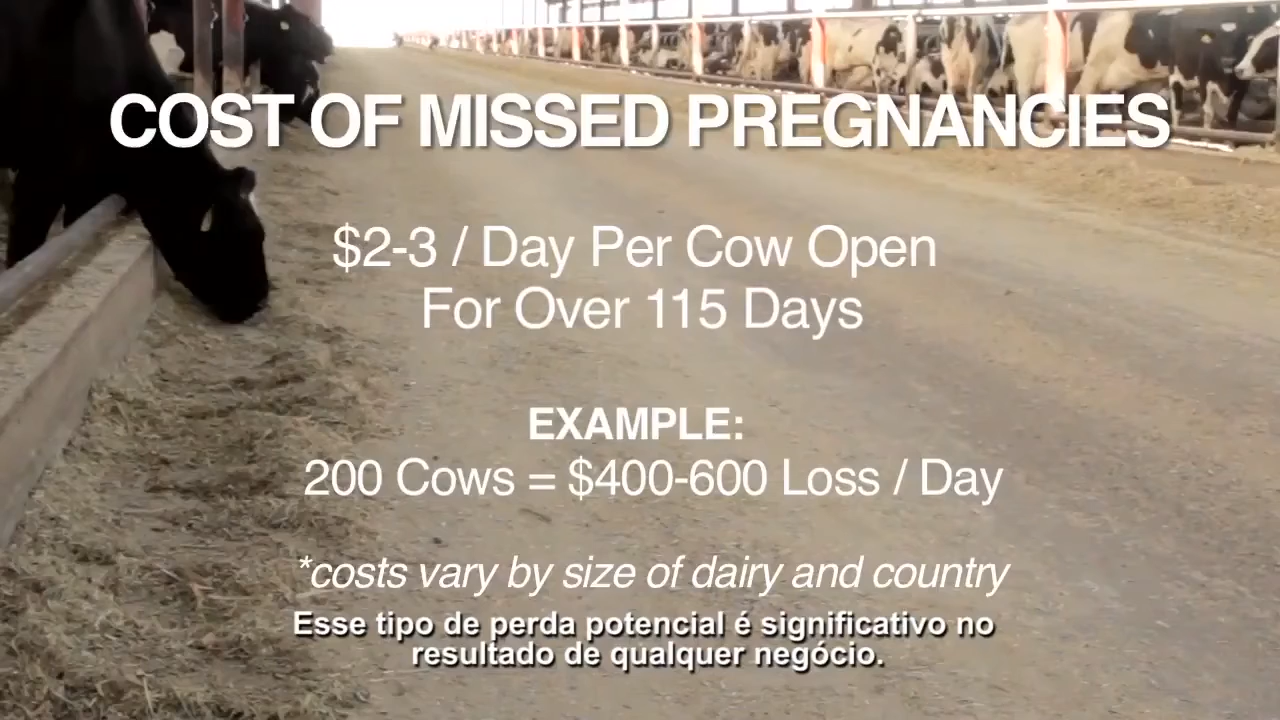 COST OF MISSED PREGNANCIES
$2-3 / Day Per Cow Open
For Over 115 Days
EXAMPLE:
200 Cows = $400-600 Loss / Day
*costs vary by size of dairy and country
Esse tipo de perda potencial é significativo no
resultado de qualquer negócio.